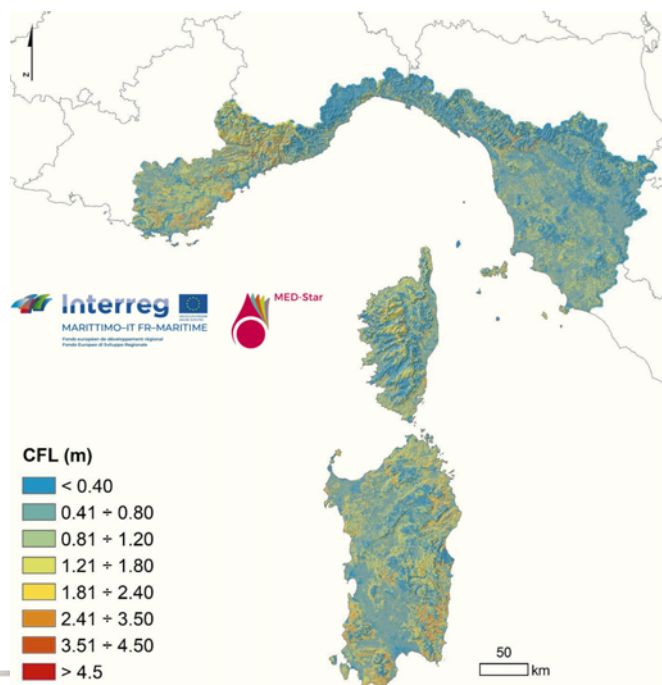 z
Interreg
MARITTIMO-IT FR-MARITIME
Fonds européen de développement régional
Fondo Europeo di Sviluppo Regionale
MED-Star
CFL (m)
< 0.40
0.41 ÷ 0.80
0.81 ÷ 1.20
1.21 ÷ 1.80
1.81 ÷ 2.40
2.41 ÷ 3.50
3.51 ÷ 4.50
> 4.5
50
km